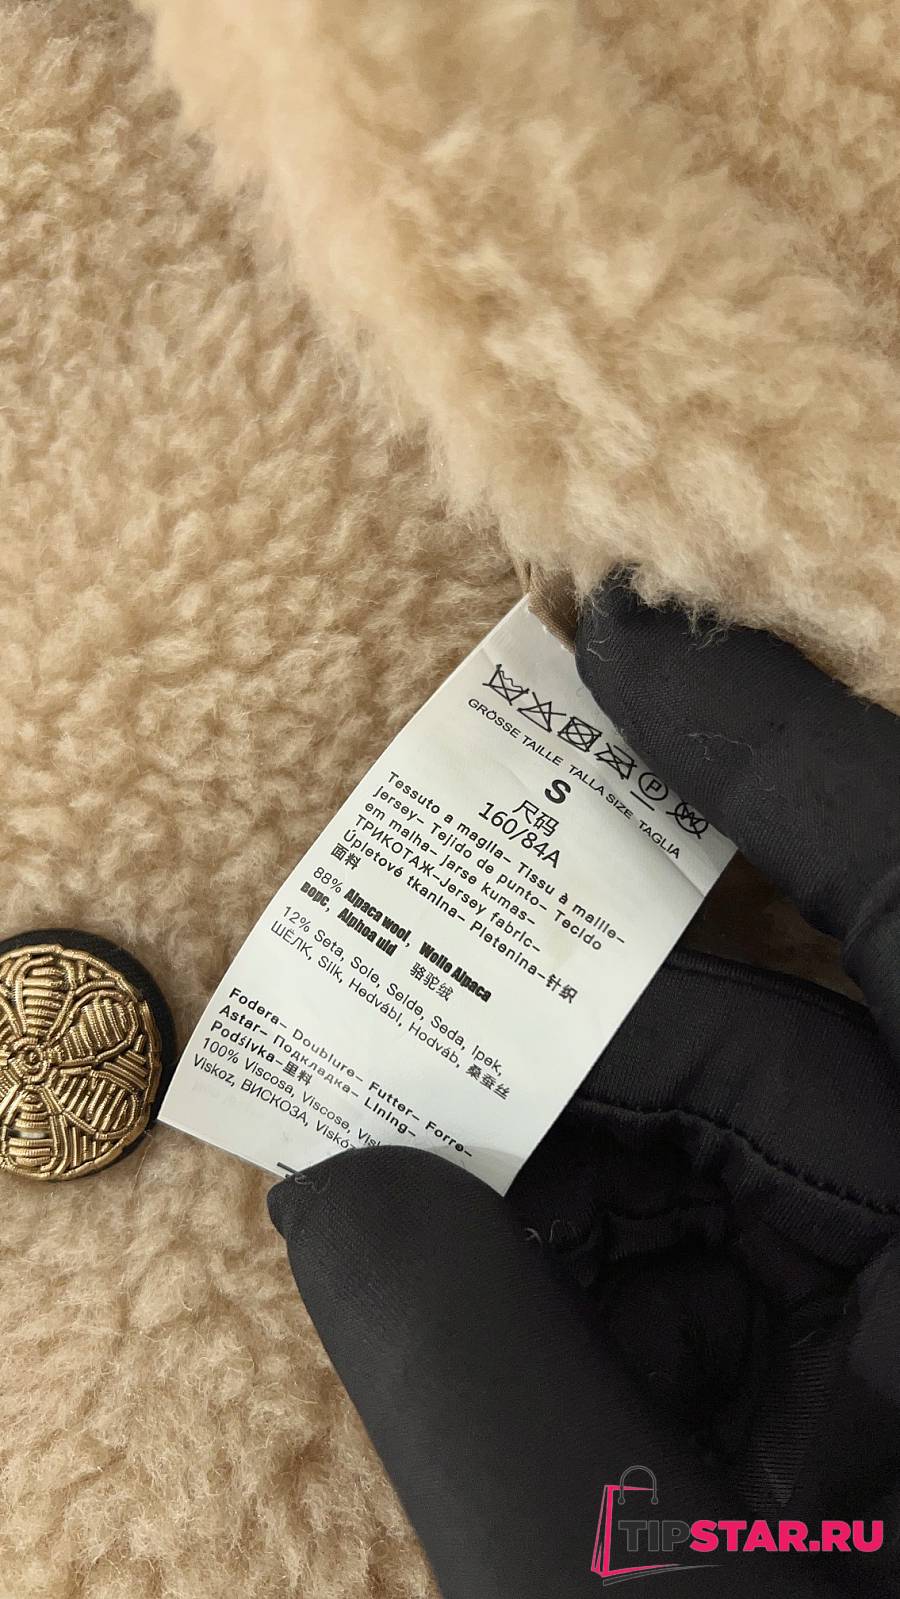 GRÖSSE TAILLE TALLA SIZE TAGLIA
S
尺码
160/84A
Tessuto a maglia– Tissu à maille–
jersey– Tejido de punto– Tecido
em malha– jarse kumas–
ТРИКОТАЖ–Jersey fabric–
Úpletové tkanina– Pletenina–针织
面料
88% Alpaca wool, Wolle Alpaca
ворс, Alphoa uld 骆驼绒
12% Seta, Soie, Seide, Seda, Ipek,
ШЁЛК, Silk, Hedvábí, Hodváb, 桑蚕丝
Fodera– Doublure– Futter– Forro–
Astar– Подкладка– Lining–
Podšívka–里料
100% Viscosa, Viscose,
Viskoz, ВИСКОЗА,
TIPSTAR.RU